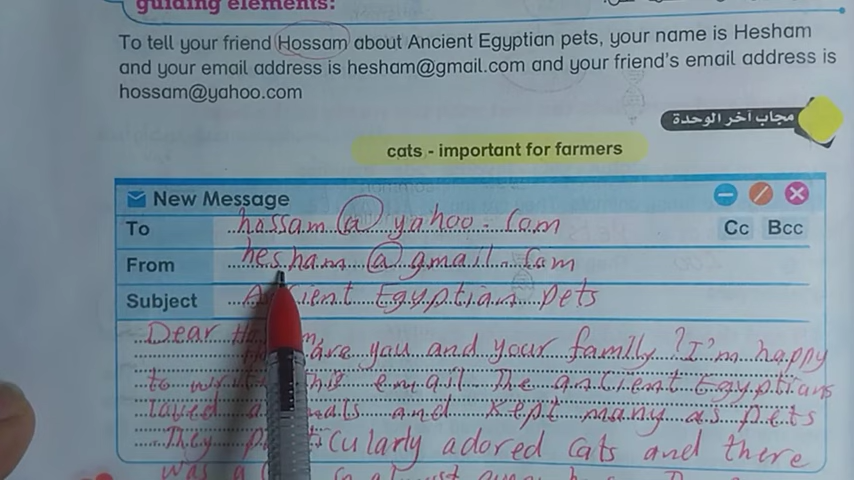 guiding elements:
To tell your friend Hossam about Ancient Egyptian pets, your name is Hesham
and your email address is hesham@gmail.com and your friend's email address is
hossam@yahoo.com
مجاب آخر الوحدة
cats - important for farmers
New Message
To hossam @ yahoo . Com Cc Bcc
From hesham @ gmail . Com
Subject Ancient Egyptian pets
Dear
are you and your family ? I'm happy
to this email. The ancient Egyptians
loved and kept many as pets
They adored cats and there
was a